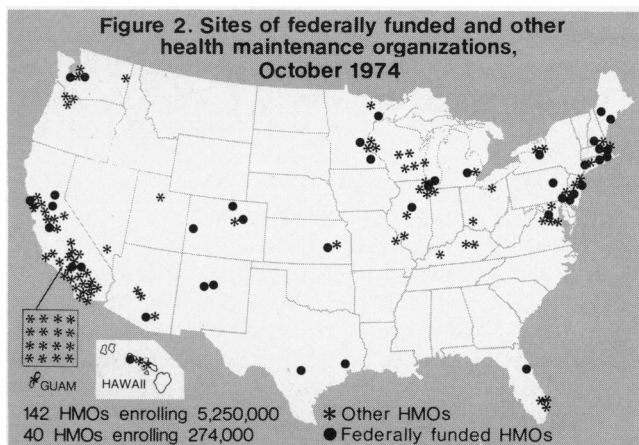 Figure 2. Sites of federally funded and other
health maintenance organizations,
October 1974
GUAM
HAWAII
142 HMOs enrolling 5,250,000 * Other HMOs
40 HMOs enrolling 274,000 ● Federally funded HMOs